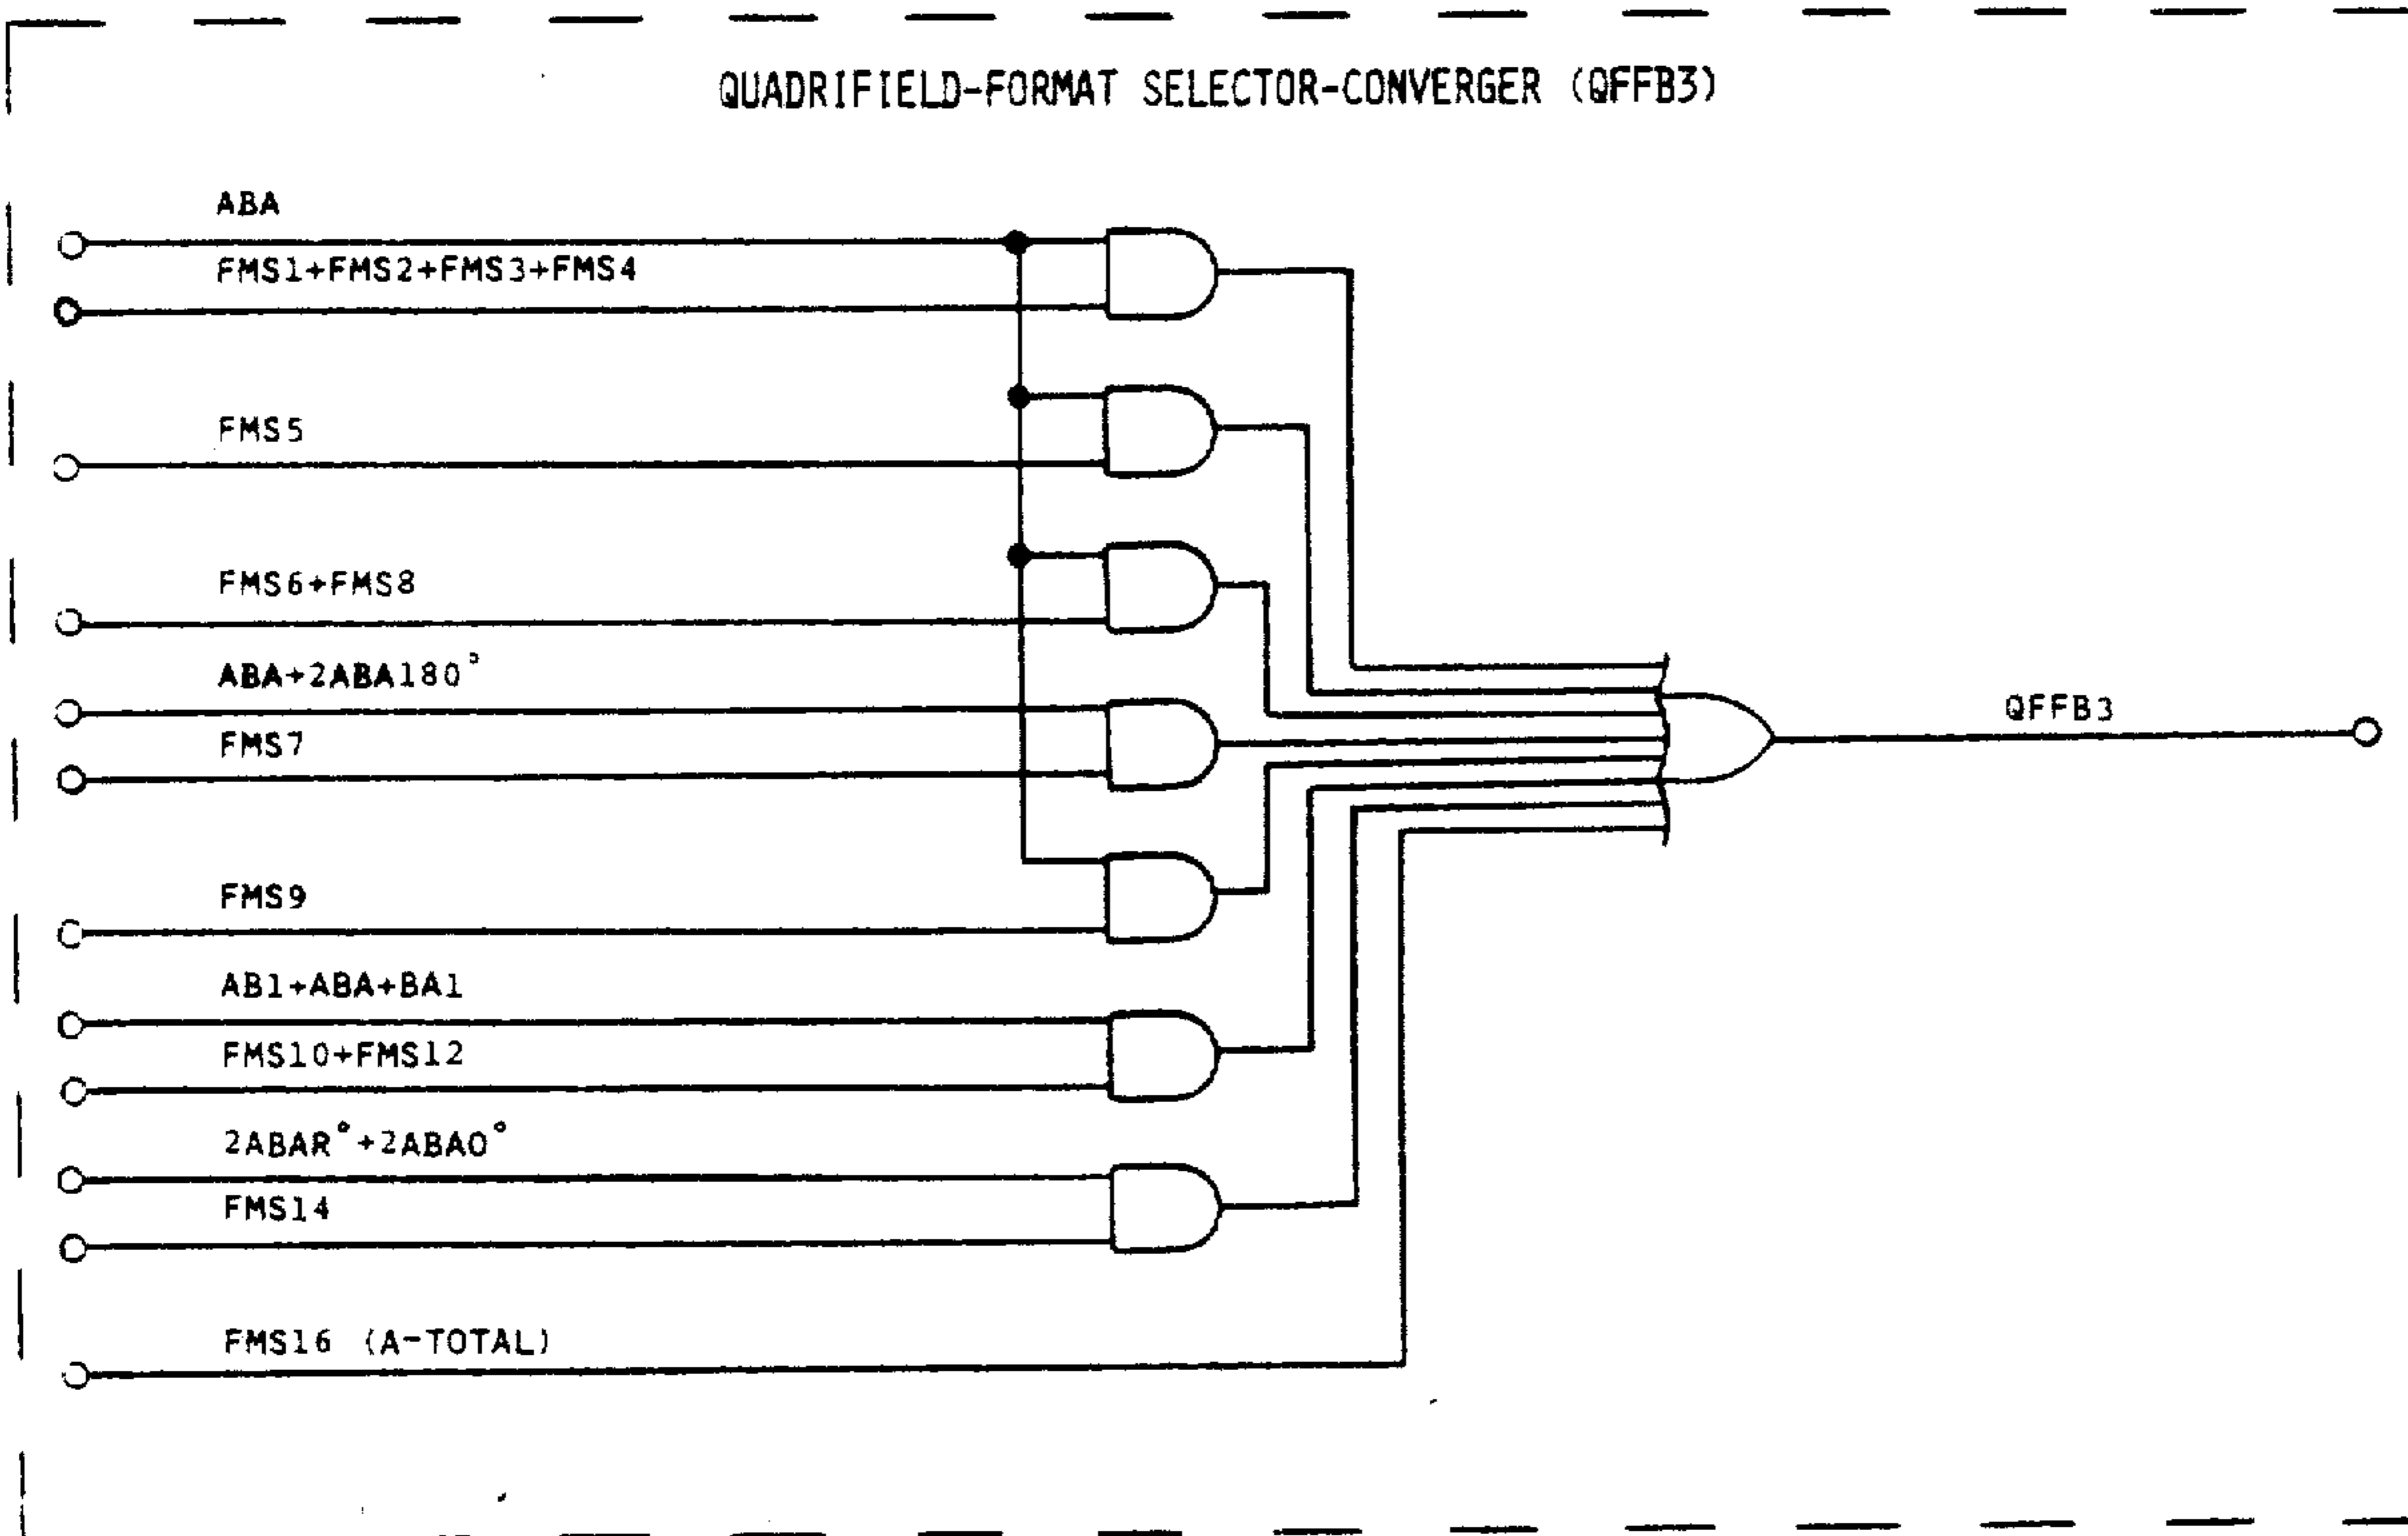 QUADRIFIELD-FORMAT SELECTOR-CONVERGER (QFFB3)
ABA
FMS1+FMS2+FMS3+FMS4
FMS5
FMS6+FMS8
ABA+2ABA180°
FMS7
QFFB3
FMS9
AB1+ABA+BA1
FMS10+FMS12
2ABAR°+2ABA0°
FMS14
FMS16 (A-TOTAL)